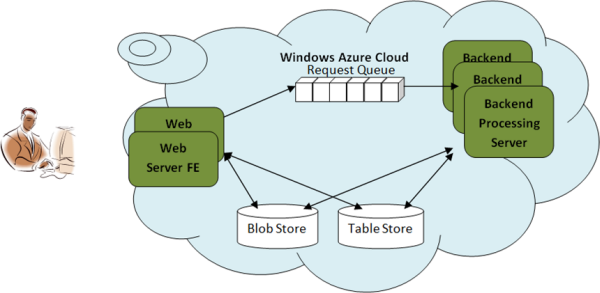 Windows Azure Cloud
Request Queue
Backend
Backend
Backend
Processing
Server
Web
Web
Server FE
Blob Store
Table Store